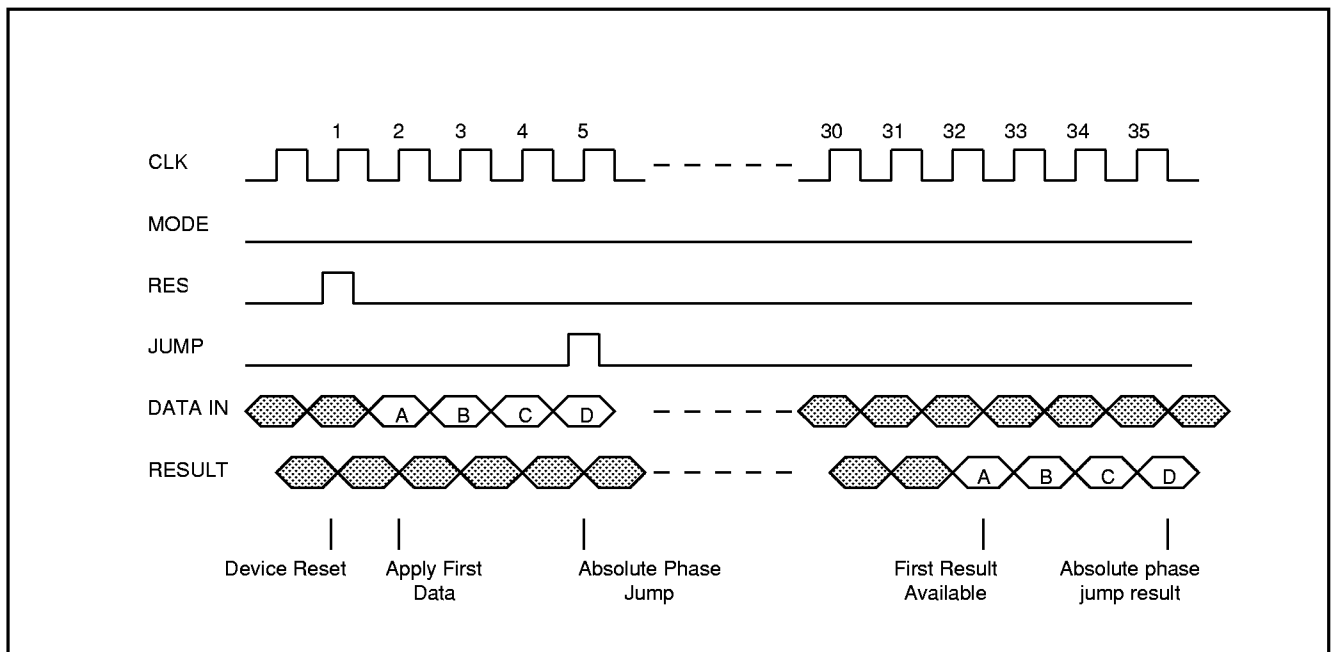 1 2 3 4 5 30 31 32 33 34 35
CLK
MODE
RES
JUMP
DATA IN A B C D
RESULT A B C D
Device Reset Apply First Absolute Phase First Result Absolute phase
Data Jump Available jump result